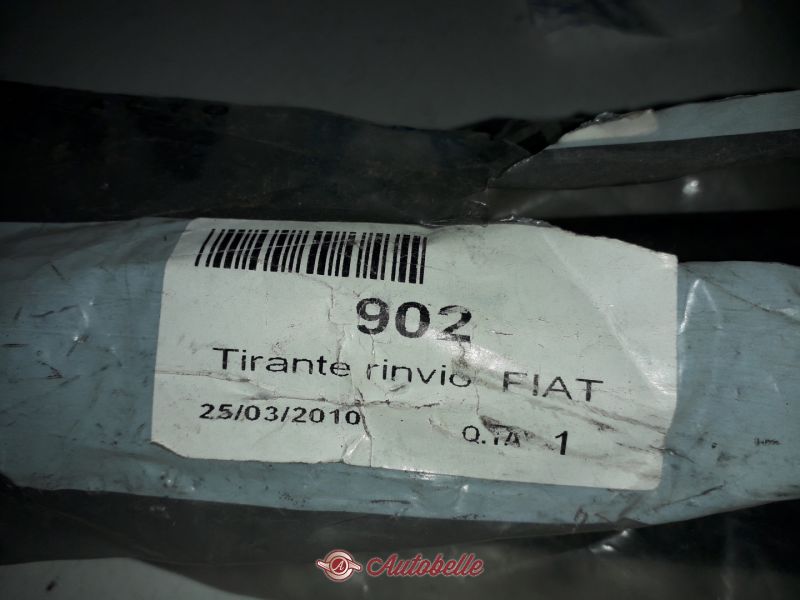 902
Tirante rinvio FIAT
25/03/2010
Q.TA' 1
Autobelle